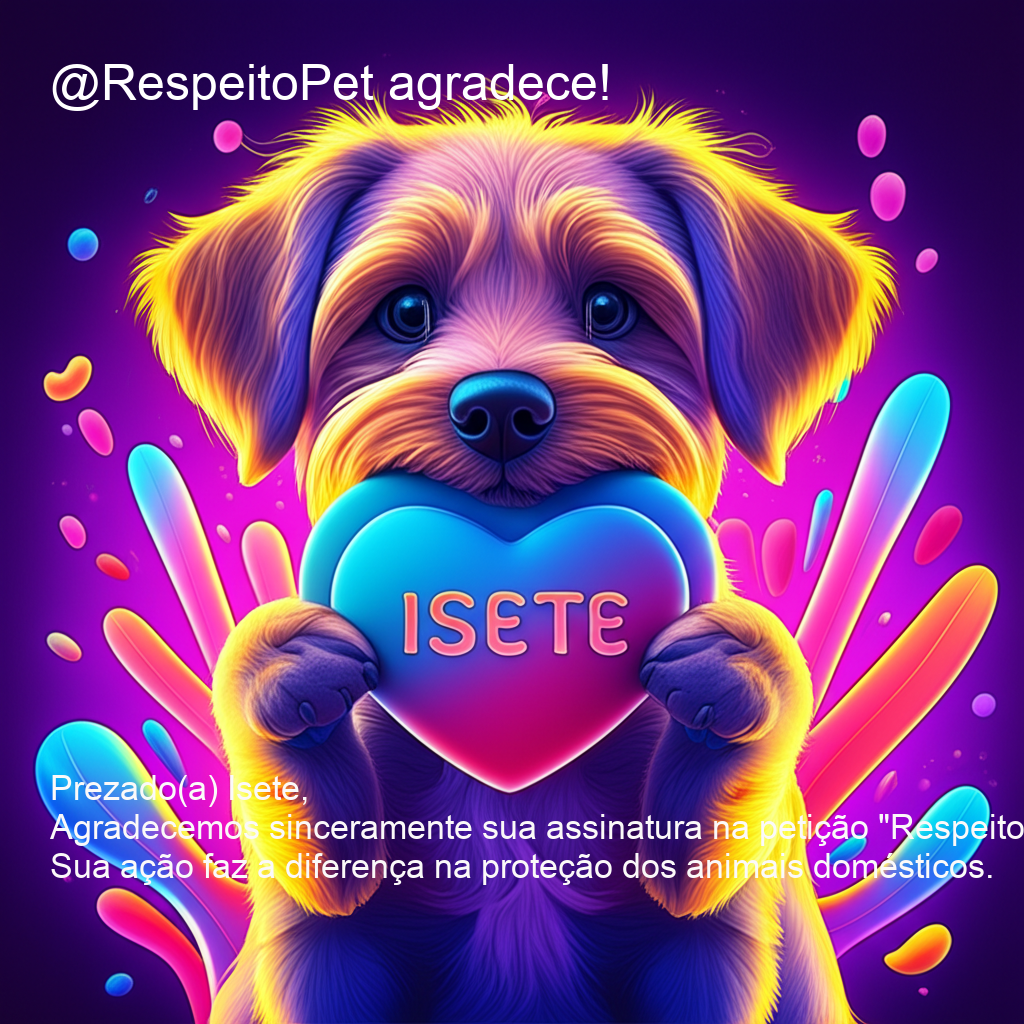 @RespeitoPet agradece!
ISETE
Prezado(a) Isete,
Agradecemos sinceramente sua assinatura na petição "Respeito
Sua ação faz a diferença na proteção dos animais domésticos.